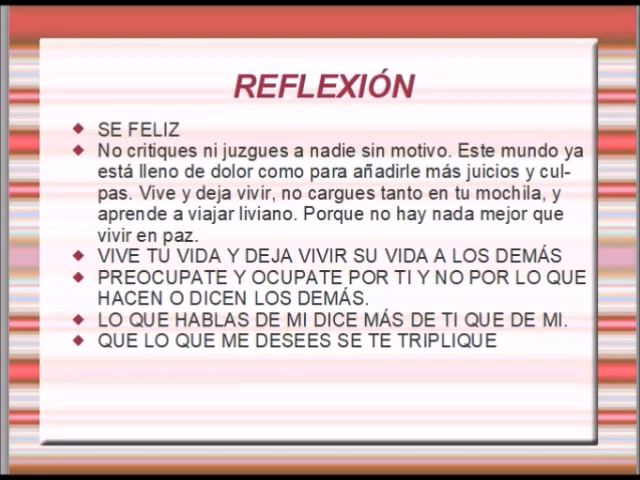 REFLEXIÓN
SE FELIZ
No critiques ni juzgues a nadie sin motivo. Este mundo ya
está lleno de dolor como para añadirle más juicios y cul-
pas. Vive y deja vivir, no cargues tanto en tu mochila, y
aprende a viajar liviano. Porque no hay nada mejor que
vivir en paz.
VIVE TU VIDA Y DEJA VIVIR SU VIDA A LOS DEMÁS
PREOCUPATE Y OCUPATE POR TI Y NO POR LO QUE
HACEN O DICEN LOS DEMÁS.
LO QUE HABLAS DE MI DICE MÁS DE TI QUE DE MI.
QUE LO QUE ME DESEES SE TE TRIPLIQUE